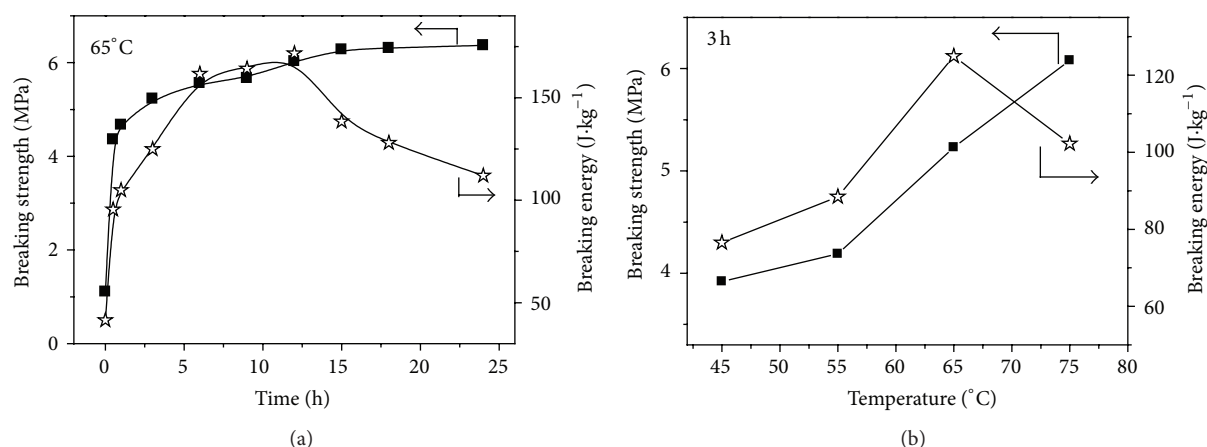 65°C
Breaking strength (MPa)
6
4
2
0
150
100
50
Breaking energy (J·kg⁻¹)
0 5 10 15 20 25
Time (h)
(a)
3 h
Breaking strength (MPa)
6
5
4
120
100
80
60
Breaking energy (J·kg⁻¹)
45 50 55 60 65 70 75 80
Temperature (°C)
(b)